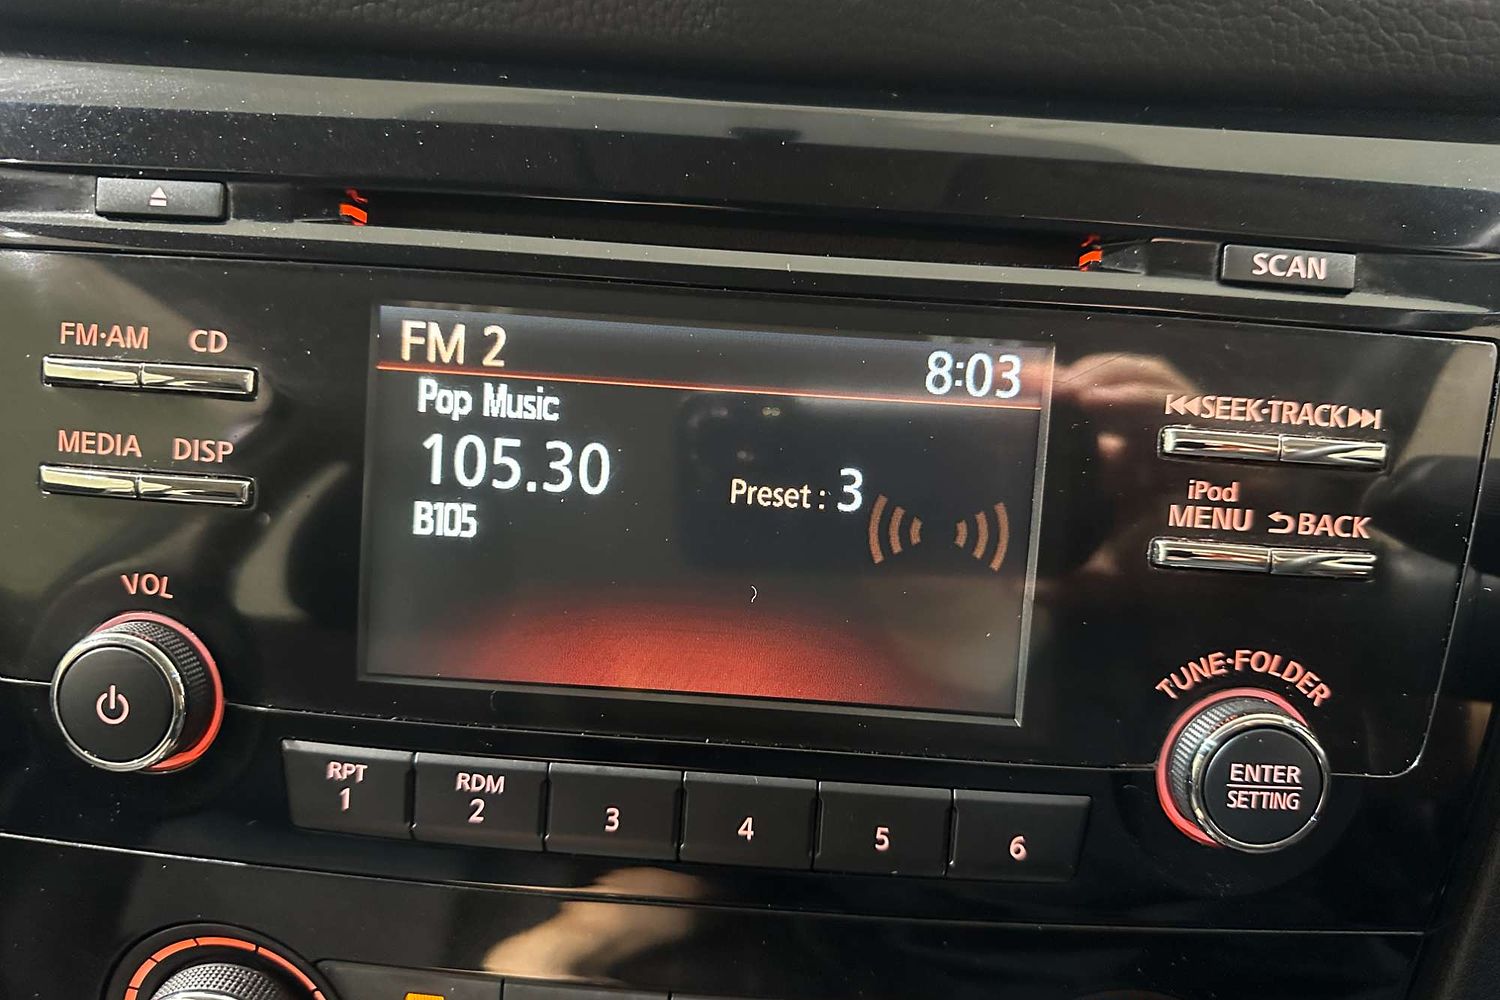 SCAN
FM·AM CD
FM 2
8:03
Pop Music
105.30
Preset : 3
B105
MEDIA DISP
SEEK·TRACK
iPod
MENU BACK
VOL
TUNE·FOLDER
ENTER
SETTING
RPT
1
RDM
2
3
4
5
6